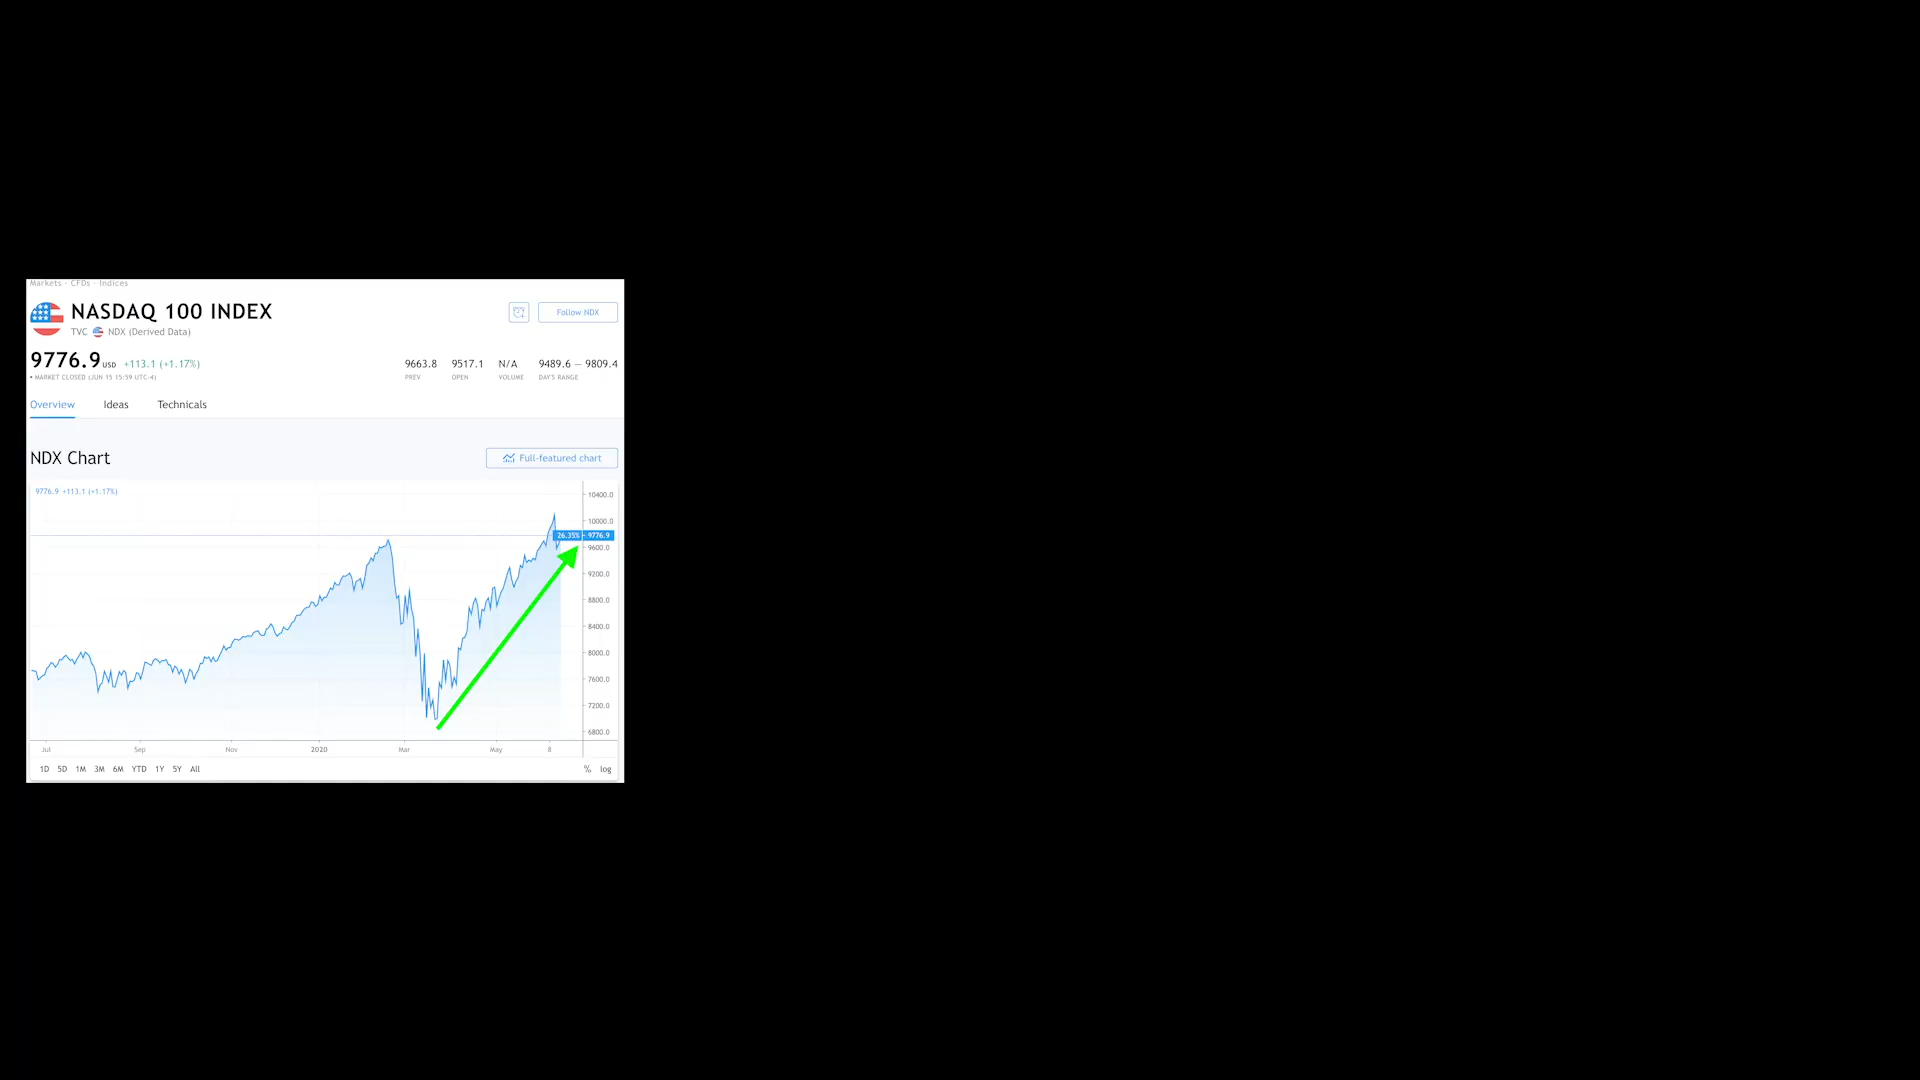 Markets · CFDs · Indices
NASDAQ 100 INDEX
TVC NDX (Derived Data)
Follow NDX
9776.9 USD +113.1 (+1.17%)
• MARKET CLOSED (JUN 15 15:59 UTC-4)
9663.8 9517.1 N/A 9489.6 — 9809.4
PREV OPEN VOLUME DAY'S RANGE
Overview Ideas Technicals
NDX Chart
Full-featured chart
9776.9 +113.1 (+1.17%)
10400.0
10000.0
26.35% 9776.9
9600.0
9200.0
8800.0
8400.0
8000.0
7600.0
7200.0
6800.0
Jul Sep Nov 2020 Mar May 8
1D 5D 1M 3M 6M YTD 1Y 5Y All % log